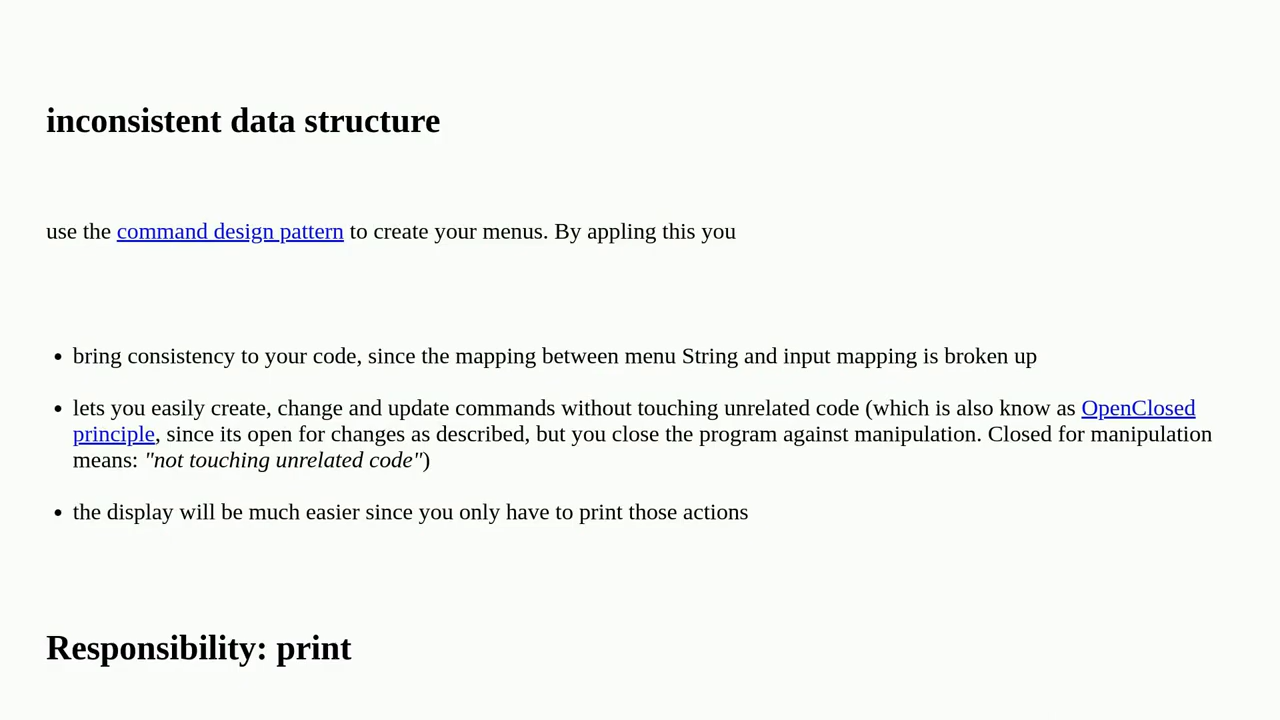 inconsistent data structure
use the command design pattern to create your menus. By appling this you
• bring consistency to your code, since the mapping between menu String and input mapping is broken up
• lets you easily create, change and update commands without touching unrelated code (which is also know as OpenClosed
principle, since its open for changes as described, but you close the program against manipulation. Closed for manipulation
means: "not touching unrelated code")
• the display will be much easier since you only have to print those actions
Responsibility: print